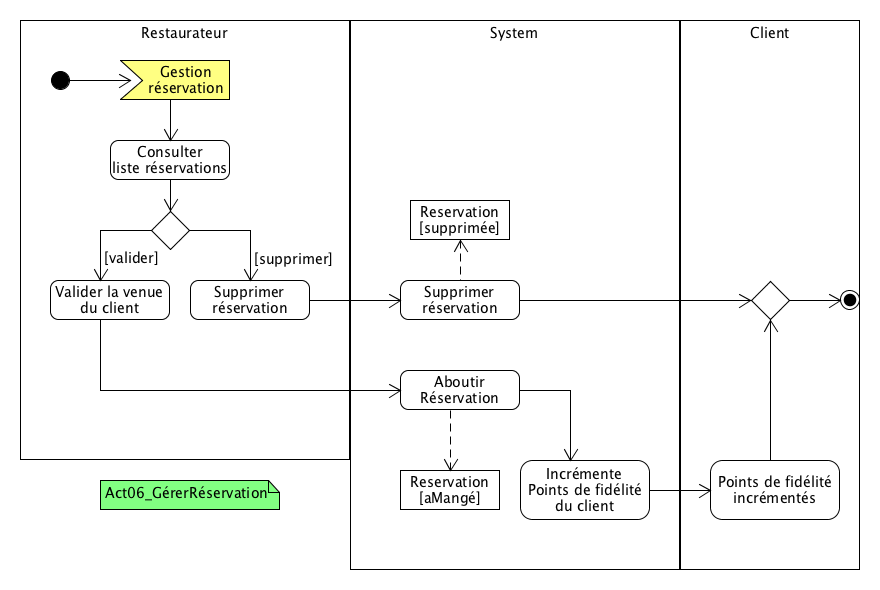 Restaurateur
System
Client
Gestion
réservation
Consulter
liste réservations
Reservation
[supprimée]
[valider]
[supprimer]
Valider la venue
du client
Supprimer
réservation
Supprimer
réservation
Aboutir
Réservation
Act06_GérerRéservation
Reservation
[aMangé]
Incrémente
Points de fidélité
du client
Points de fidélité
incrémentés